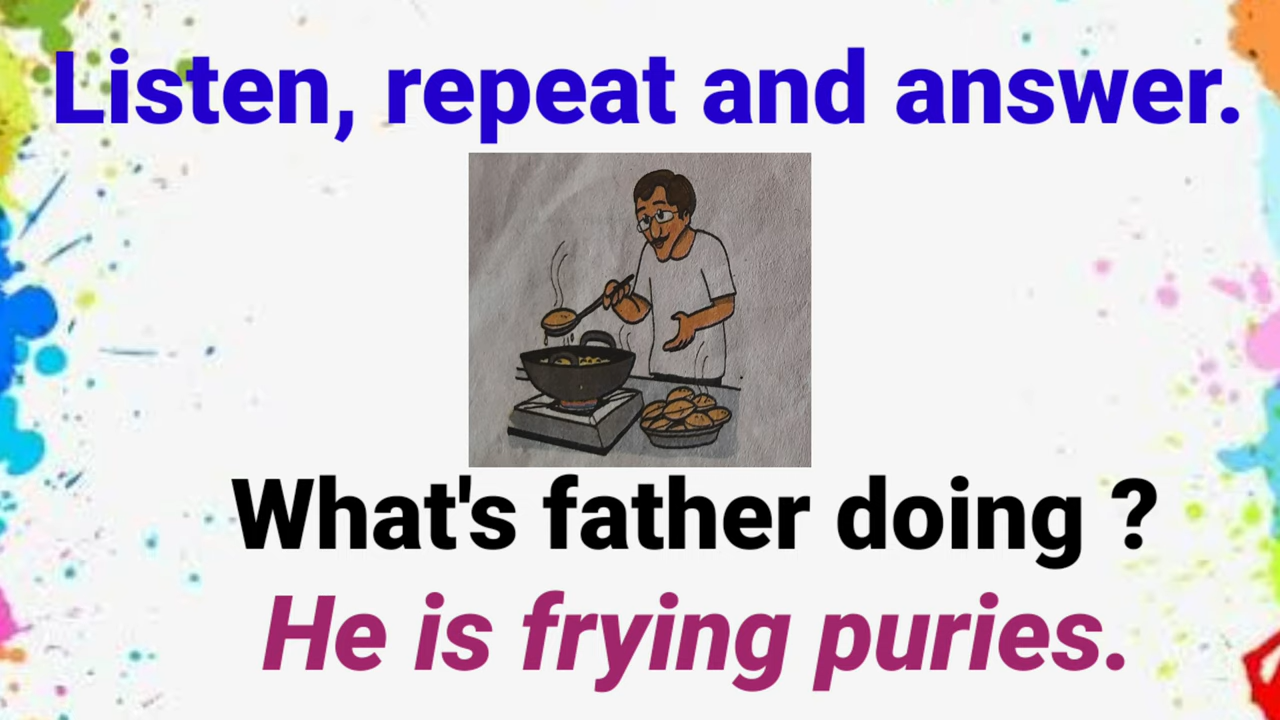 Listen, repeat and answer.
What's father doing ?
He is frying puries.